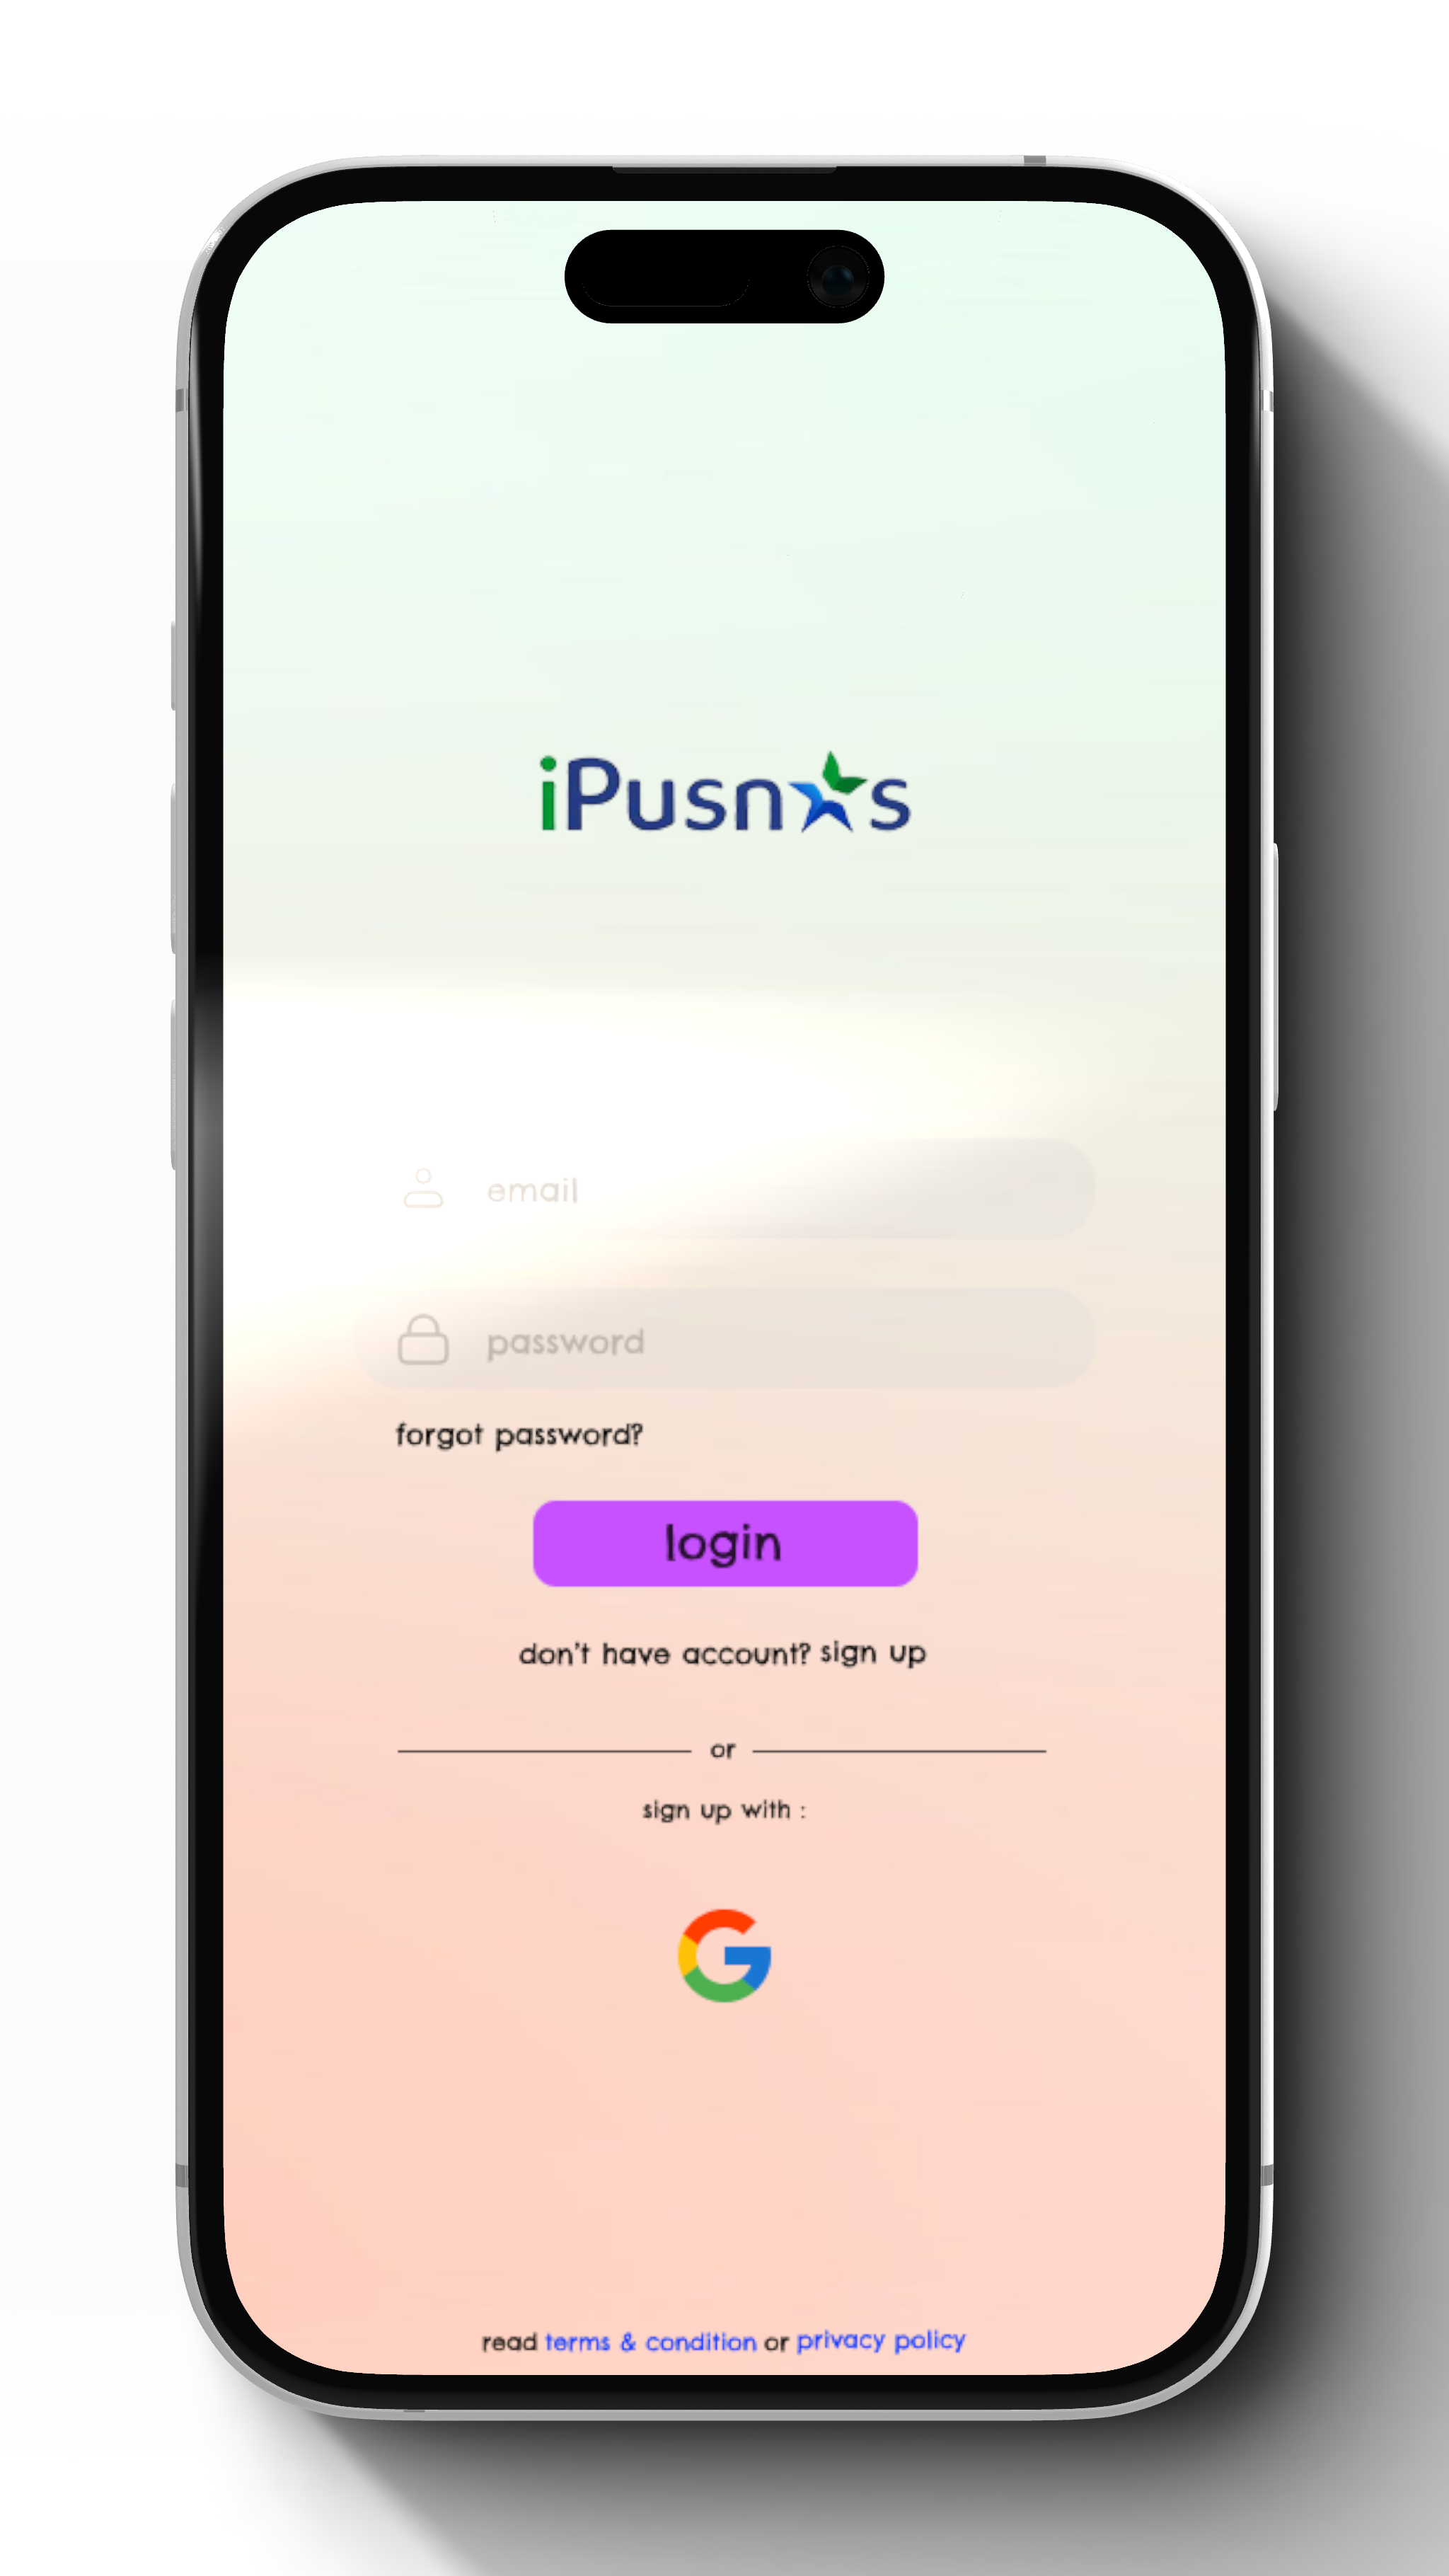 iPusnas
email
password
forgot password?
login
don't have account? sign up
or
sign up with :
G
read terms & condition or privacy policy